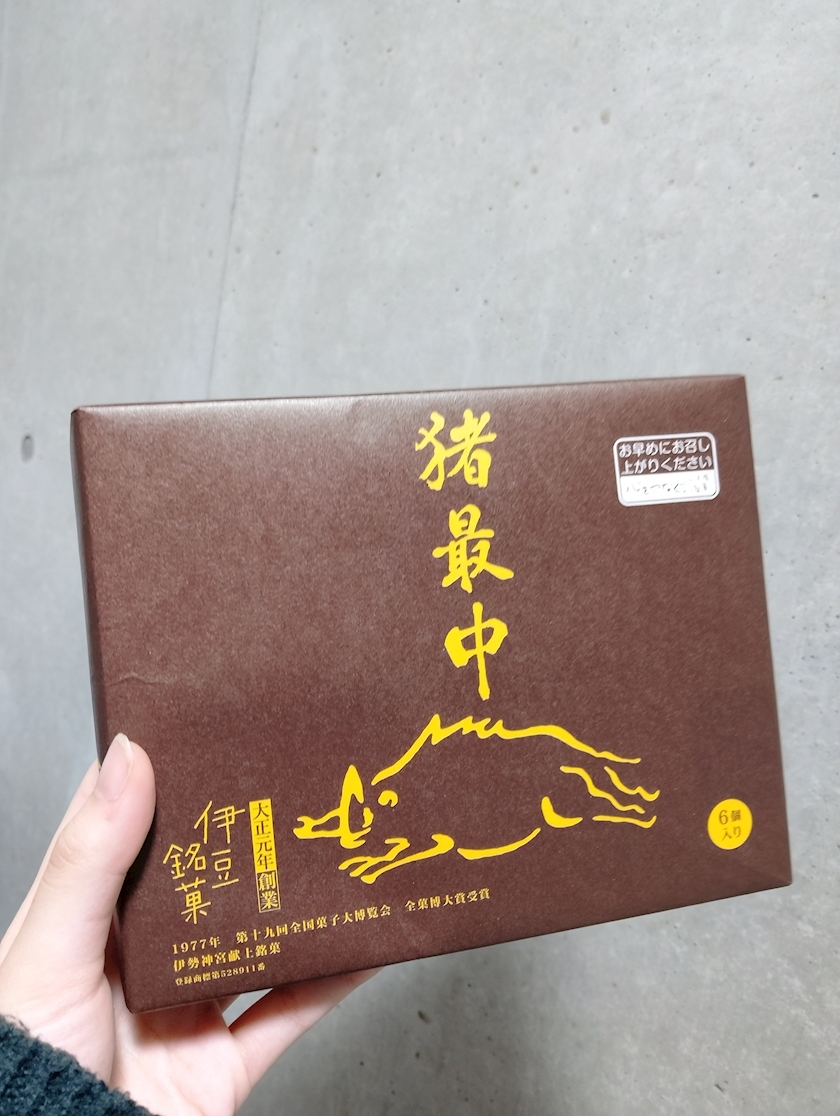 猪最中
お早めにお召し
上がりください
伊豆
銘菓
大正元年創業
1977年 第十九回全国菓子大博覧会 全菓博大賞受賞
伊勢神宮献上銘菓
登録商標第528911番
6個
入り